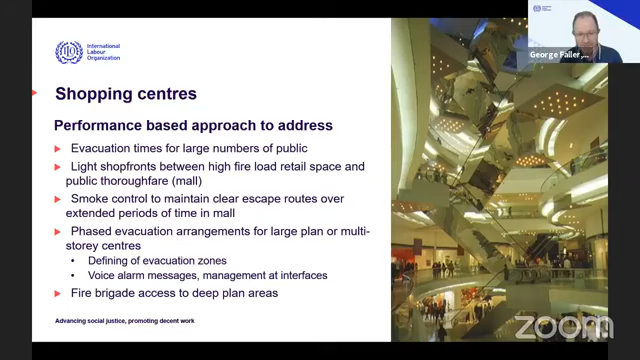 International
Labour
Organization
George Faller ,...
Shopping centres
Performance based approach to address
Evacuation times for large numbers of public
Light shopfronts between high fire load retail space and
public thoroughfare (mall)
Smoke control to maintain clear escape routes over
extended periods of time in mall
Phased evacuation arrangements for large plan or multi-
storey centres
Defining of evacuation zones
Voice alarm messages, management at interfaces
Fire brigade access to deep plan areas
Advancing social justice, promoting decent work
zoom